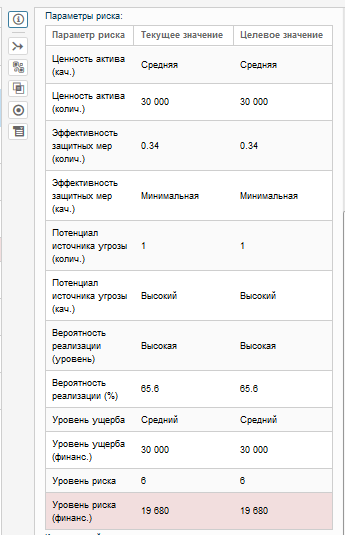 Параметры риска:
Параметр риска Текущее значение Целевое значение
Ценность актива
(кач.) Средняя Средняя
Ценность актива
(колич.) 30 000 30 000
Эффективность
защитных мер
(колич.) 0.34 0.34
Эффективность
защитных мер
(кач.) Минимальная Минимальная
Потенциал
источника угрозы
(колич.) 1 1
Потенциал
источника угрозы
(кач.) Высокий Высокий
Вероятность
реализации
(уровень) Высокая Высокая
Вероятность
реализации (%) 65.6 65.6
Уровень ущерба Средний Средний
Уровень ущерба
(финанс.) 30 000 30 000
Уровень риска 6 6
Уровень риска
(финанс.) 19 680 19 680